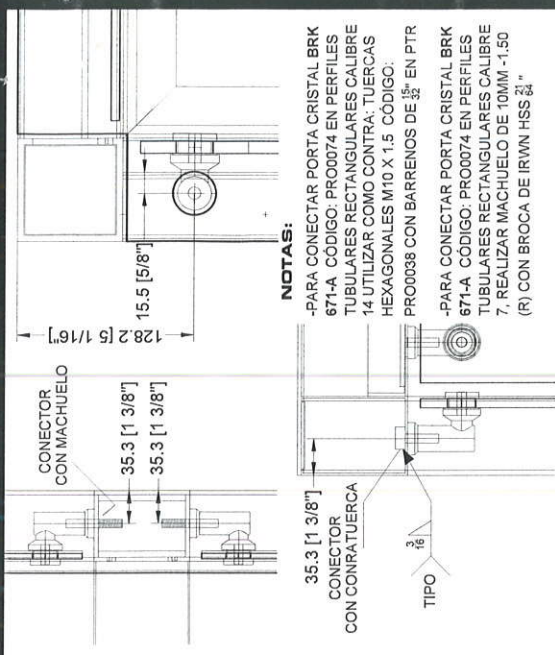 128.2 [5 1/16"]
15.5 [5/8"]
CONECTOR
CON MACHUELO
35.3 [1 3/8"]
35.3 [1 3/8"]
35.3 [1 3/8"]
CONECTOR
CON CONRATUERCA
3/16
TIPO
NOTAS:
-PARA CONECTAR PORTA CRISTAL BRK
671-A CÓDIGO: PRO0074 EN PERFILES
TUBULARES RECTANGULARES CALIBRE
14 UTILIZAR COMO CONTRA: TUERCAS
HEXAGONALES M10 X 1.5 CÓDIGO:
PRO0038 CON BARRENOS DE 15/32" EN PTR
-PARA CONECTAR PORTA CRISTAL BRK
671-A CÓDIGO: PRO0074 EN PERFILES
TUBULARES RECTANGULARES CALIBRE
7, REALIZAR MACHUELO DE 10MM -1.50
(R) CON BROCA DE IRWN HSS 21/64"